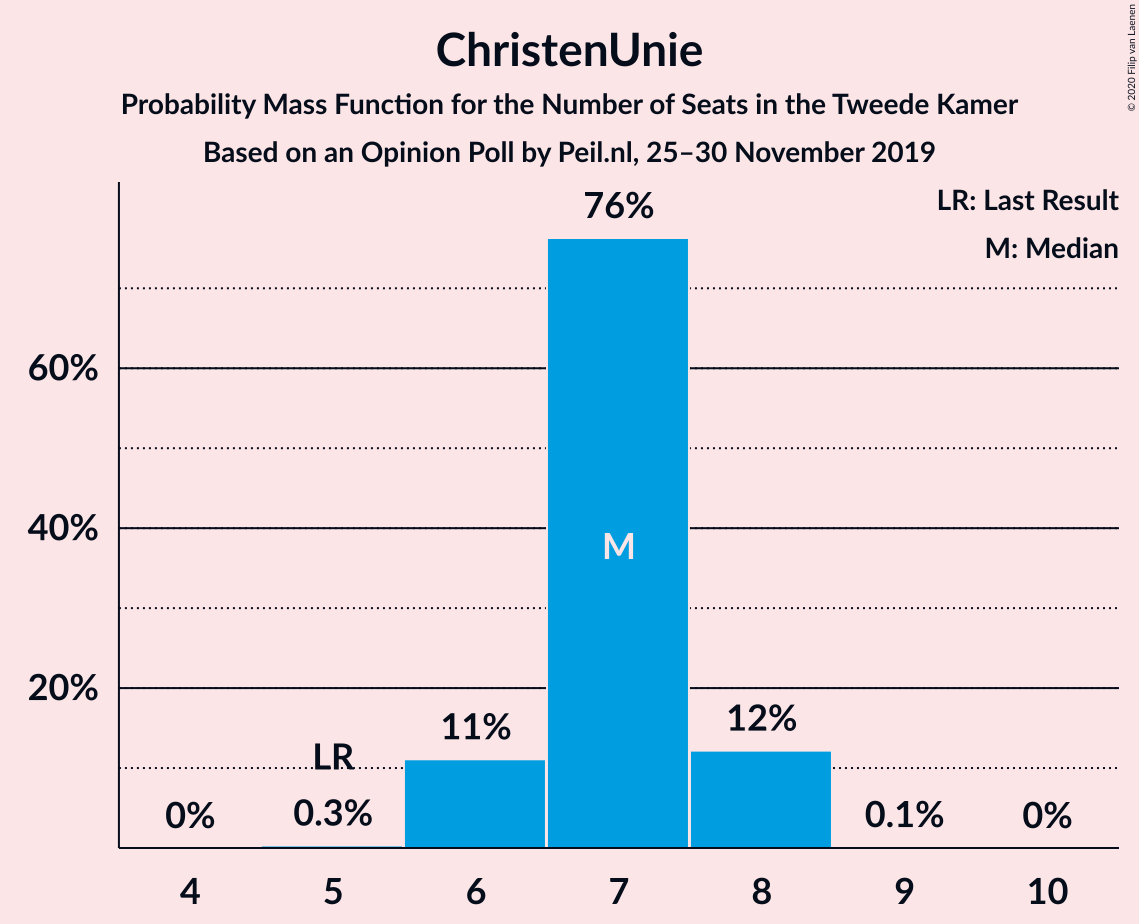 ChristenUnie
Probability Mass Function for the Number of Seats in the Tweede Kamer
Based on an Opinion Poll by Peil.nl, 25–30 November 2019
© 2020 Filip van Laenen
LR: Last Result
M: Median
76%
60%
40%
M
20%
12%
11%
LR
0%
0.3%
0.1%
0%
4 5 6 7 8 9 10